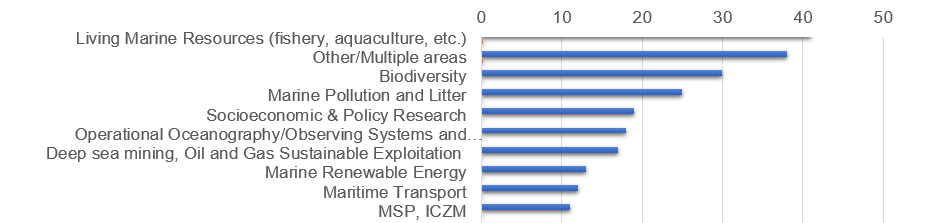 0 10 20 30 40 50
Living Marine Resources (fishery, aquaculture, etc.)
Other/Multiple areas
Biodiversity
Marine Pollution and Litter
Socioeconomic & Policy Research
Operational Oceanography/Observing Systems and...
Deep sea mining, Oil and Gas Sustainable Exploitation
Marine Renewable Energy
Maritime Transport
MSP, ICZM